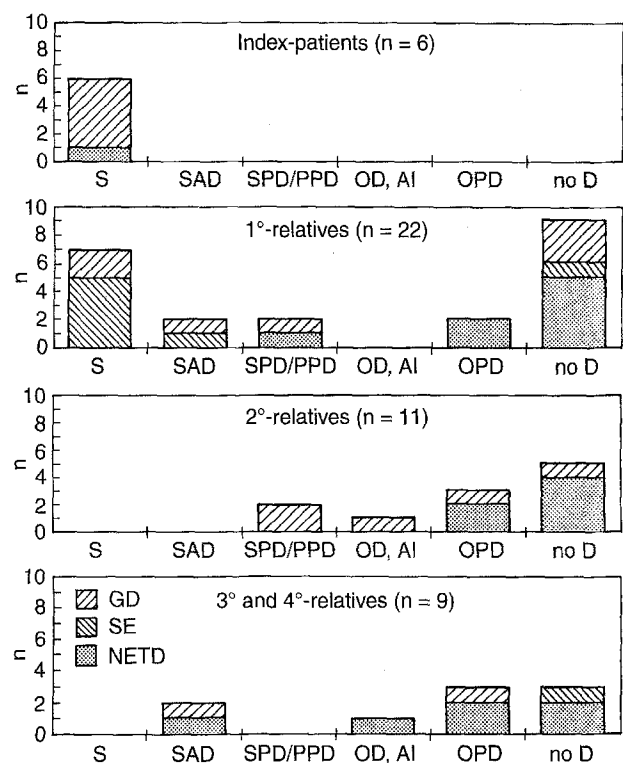 10
Index-patients (n = 6)
8
6
n
4
2
0
S SAD SPD/PPD OD, AI OPD no D
10
1°-relatives (n = 22)
8
6
n
4
2
0
S SAD SPD/PPD OD, AI OPD no D
10
2°-relatives (n = 11)
8
6
n
4
2
0
S SAD SPD/PPD OD, AI OPD no D
10
3° and 4°-relatives (n = 9)
8
GD
6
SE
n
NETD
4
2
0
S SAD SPD/PPD OD, AI OPD no D